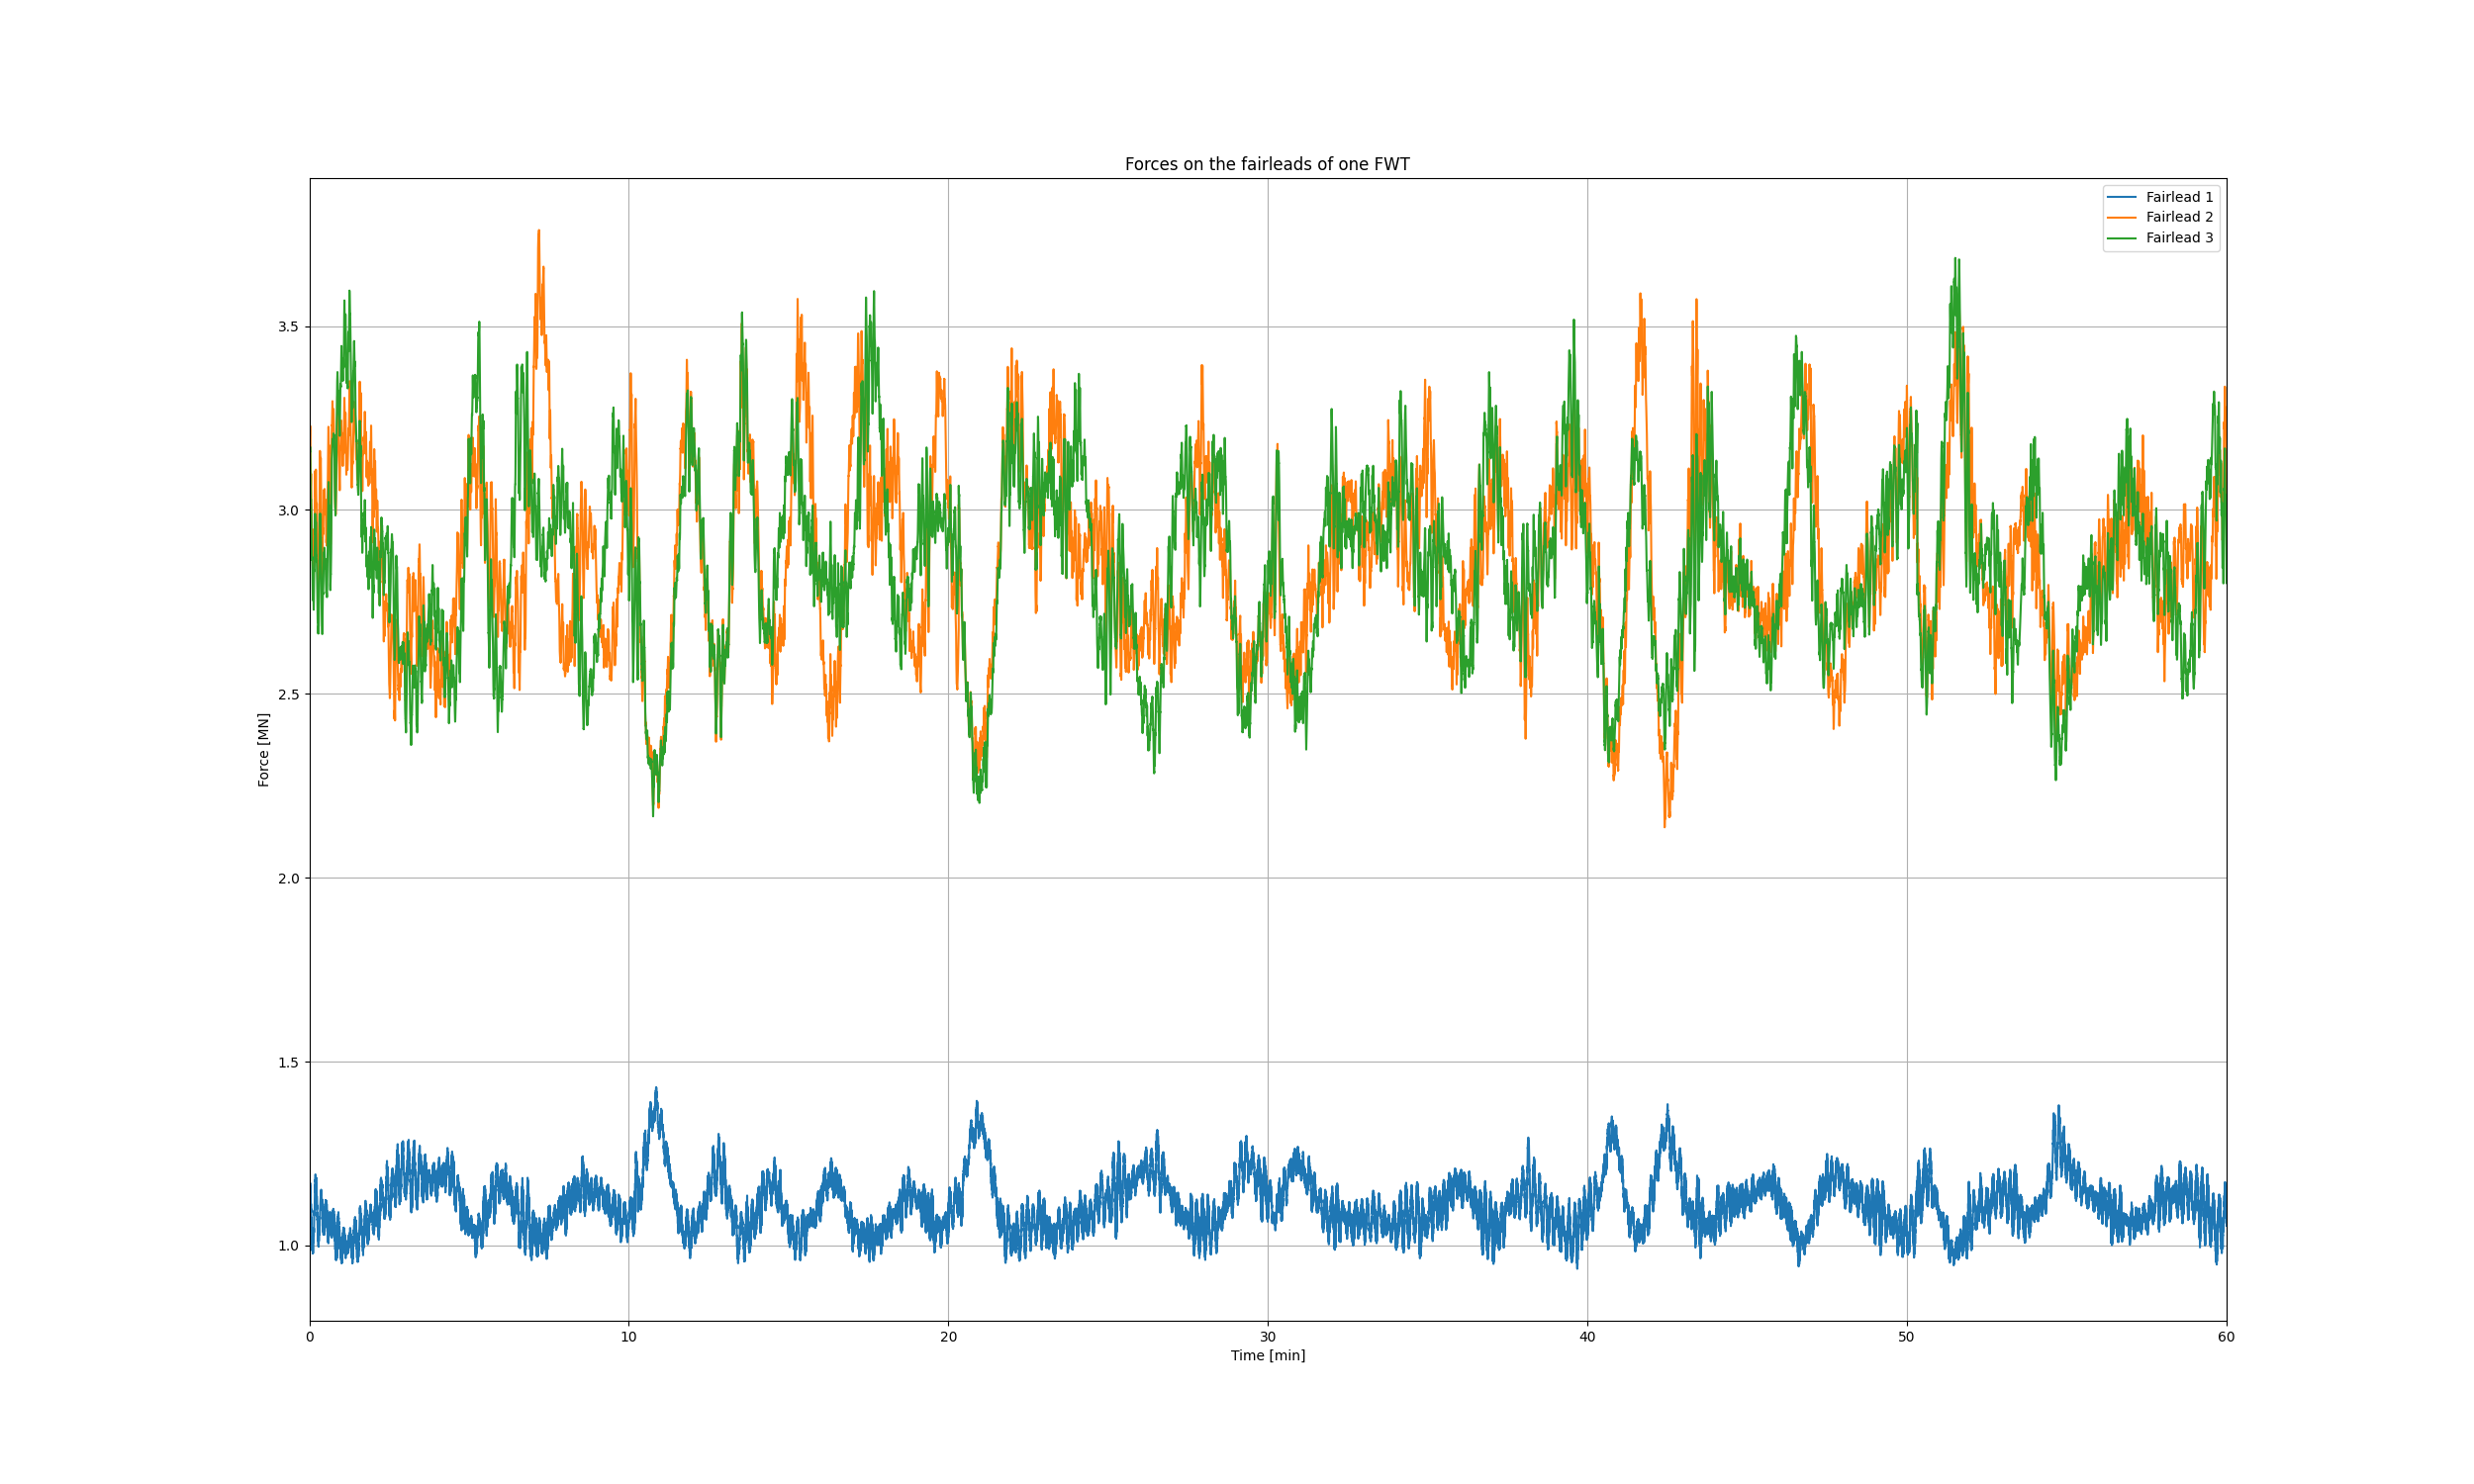 Forces on the fairleads of one FWT
Fairlead 1
Fairlead 2
Fairlead 3
Force [MN]
3.5
3.0
2.5
2.0
1.5
1.0
0 10 20 30 40 50 60
Time [min]